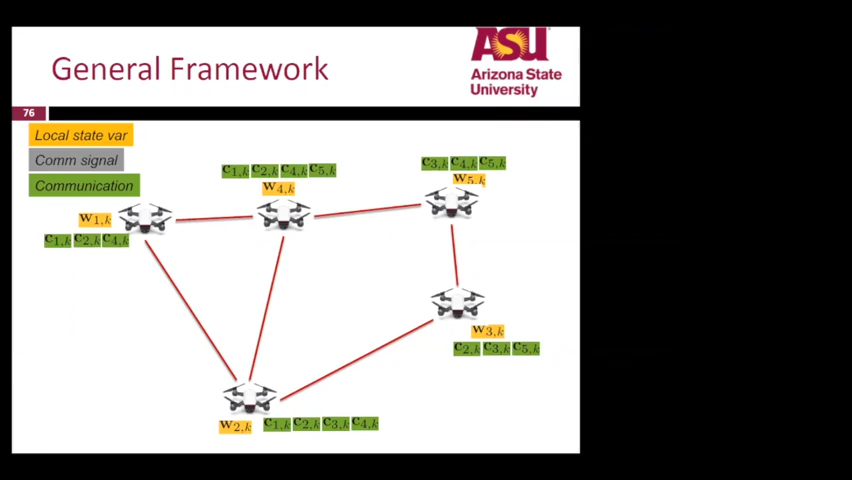 General Framework
ASU
Arizona State
University
76
Local state var
Comm signal
Communication
c1,k c2,k c4,k c5,k
w4,k
c3,k c4,k c5,k
w5,k
w1,k
c1,k c2,k c4,k
w3,k
c2,k c3,k c5,k
w2,k
c1,k c2,k c3,k c4,k